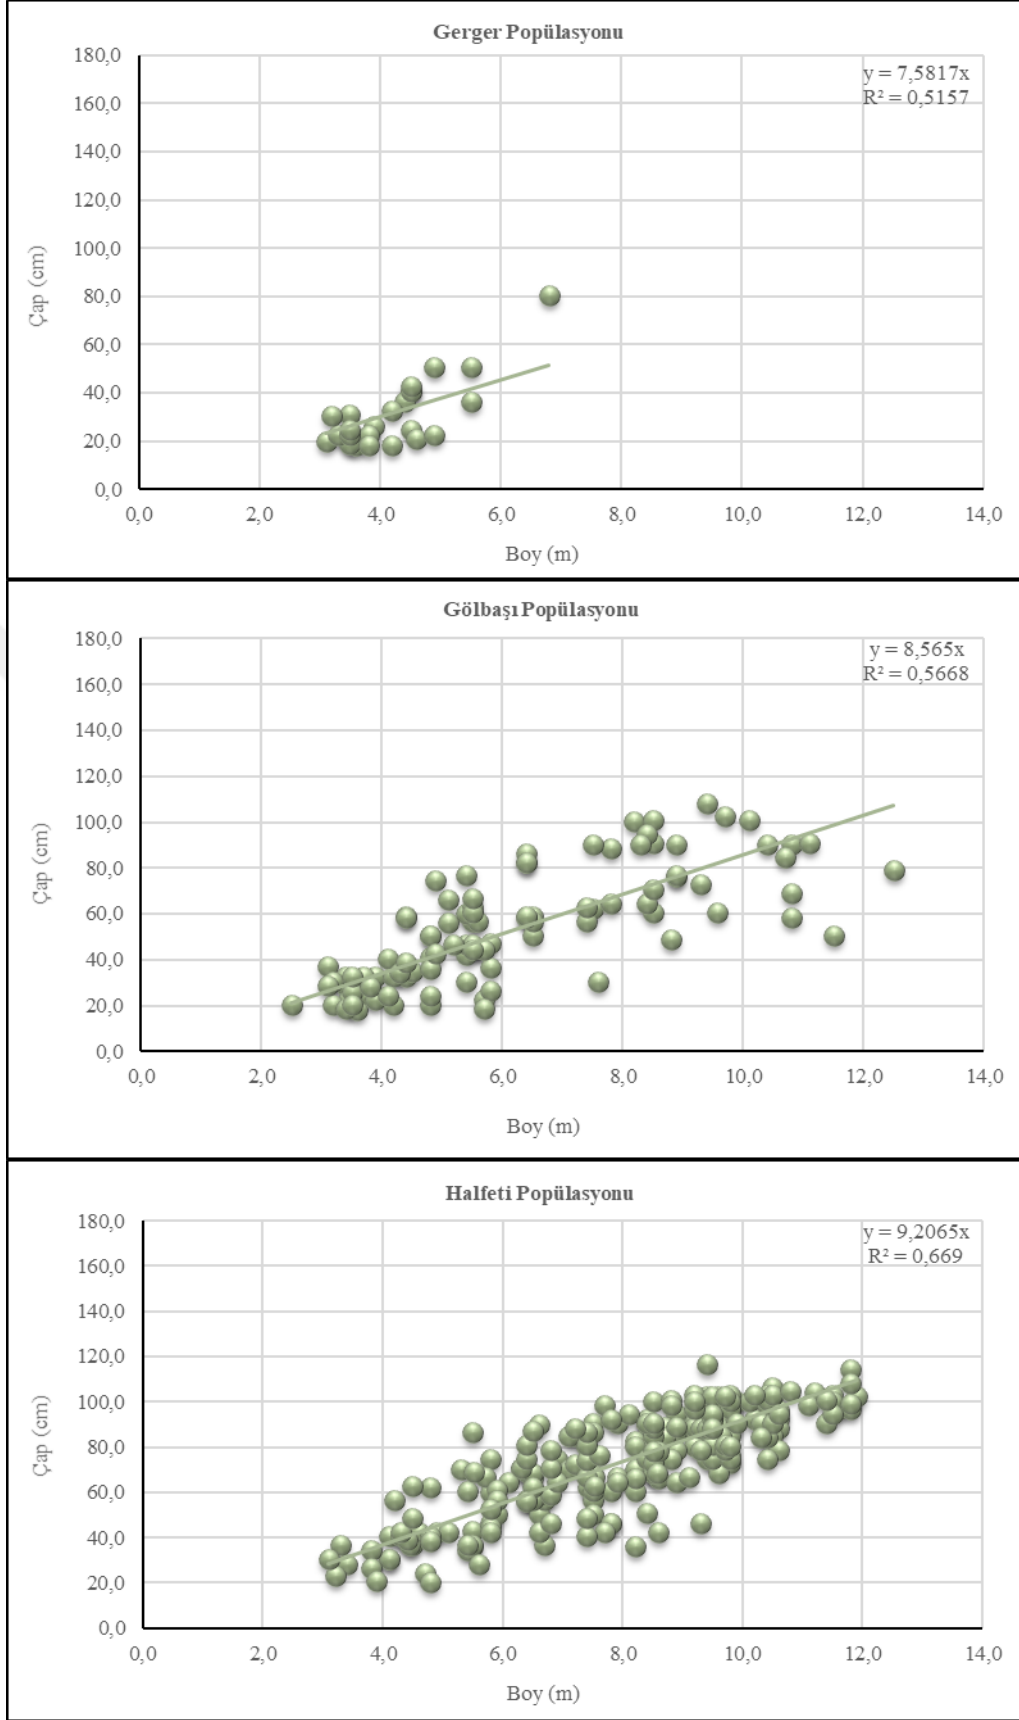 Gerger Popülasyonu
y = 7,5817x
R² = 0,5157
180,0
160,0
140,0
120,0
100,0
80,0
60,0
40,0
20,0
0,0
Çap (cm)
0,0 2,0 4,0 6,0 8,0 10,0 12,0 14,0
Boy (m)
Gölbaşı Popülasyonu
y = 8,565x
R² = 0,5668
180,0
160,0
140,0
120,0
100,0
80,0
60,0
40,0
20,0
0,0
Çap (cm)
0,0 2,0 4,0 6,0 8,0 10,0 12,0 14,0
Boy (m)
Halfeti Popülasyonu
y = 9,2065x
R² = 0,669
180,0
160,0
140,0
120,0
100,0
80,0
60,0
40,0
20,0
0,0
Çap (cm)
0,0 2,0 4,0 6,0 8,0 10,0 12,0 14,0
Boy (m)